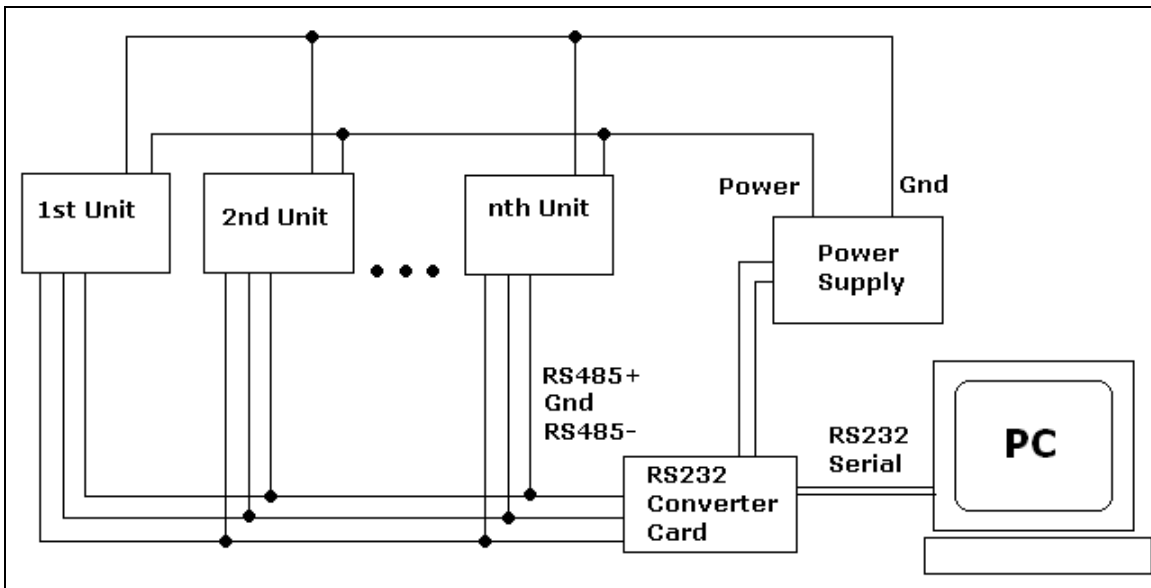 1st Unit
2nd Unit
nth Unit
Power
Gnd
Power
Supply
RS485+
Gnd
RS485-
RS232
Serial
PC
RS232
Converter
Card